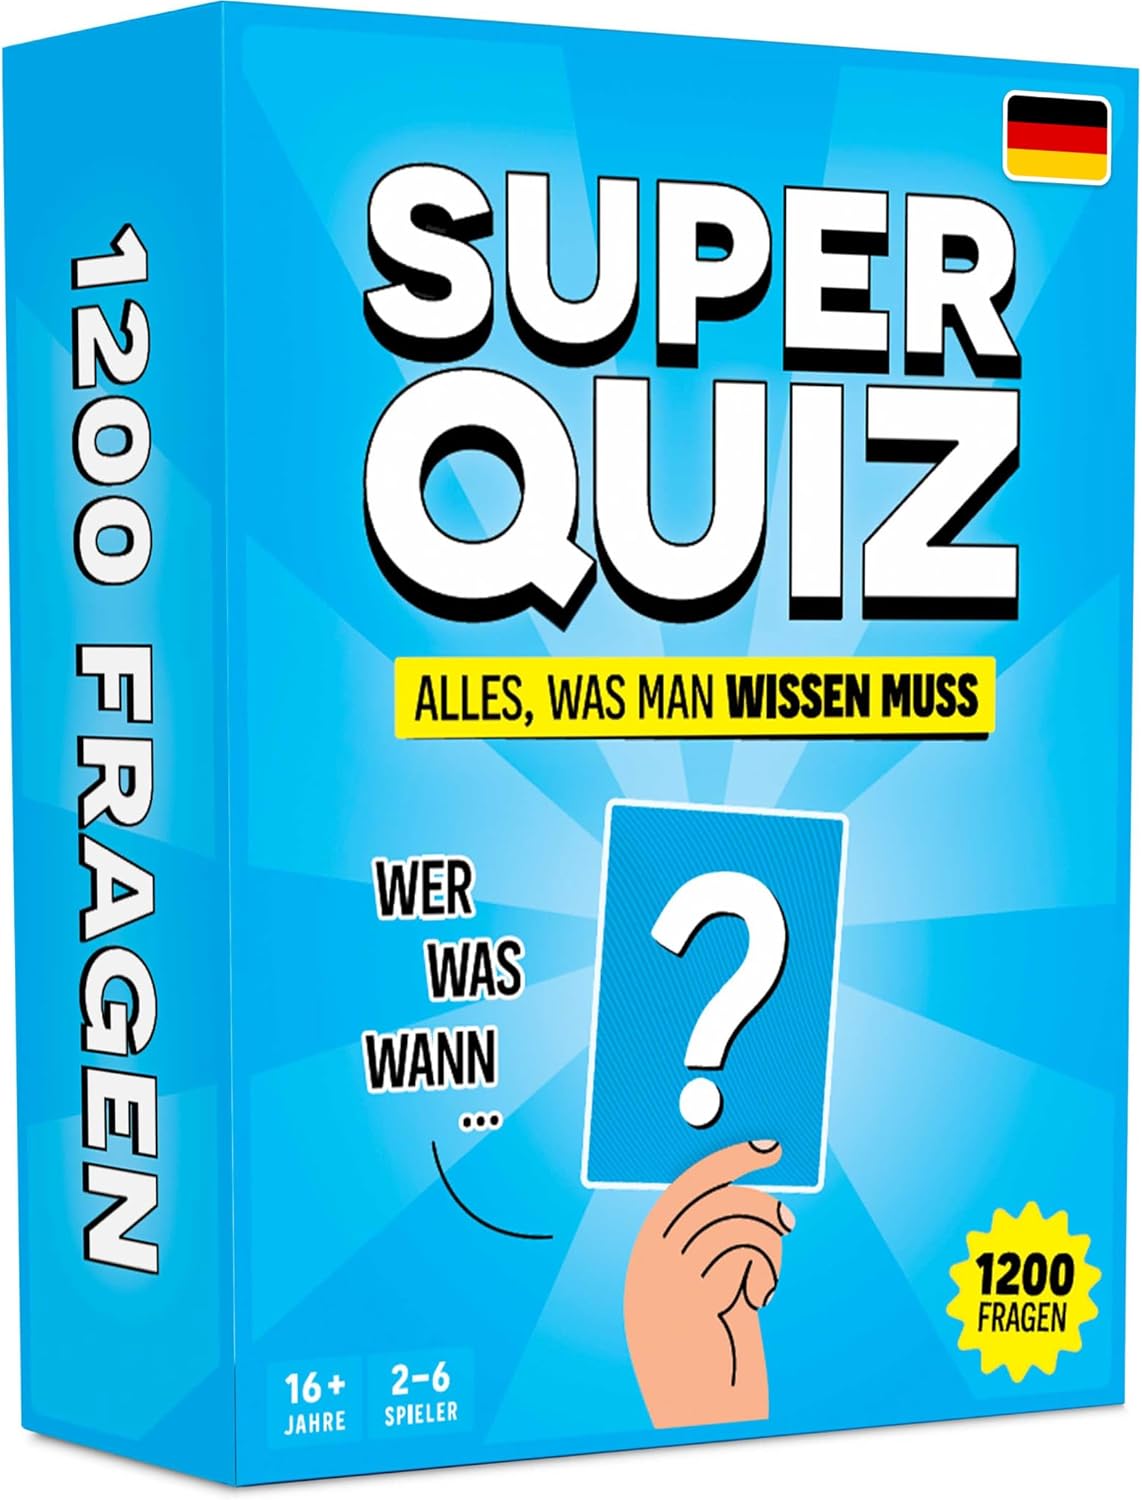 1200 FRAGEN
SUPER
QUIZ
ALLES, WAS MAN WISSEN MUSS
WER
WAS
WANN
...
?
1200
FRAGEN
16+
JAHRE
2–6
SPIELER